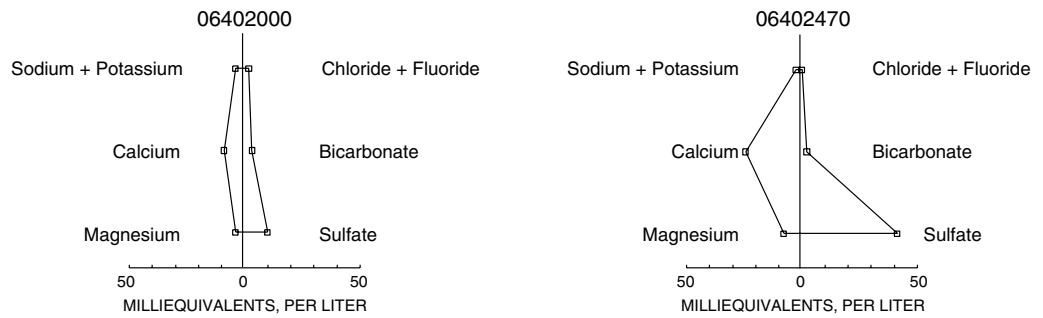 06402000
Sodium + Potassium
Chloride + Fluoride
Calcium
Bicarbonate
Magnesium
Sulfate
50
0
50
MILLIEQUIVALENTS, PER LITER
06402470
Sodium + Potassium
Chloride + Fluoride
Calcium
Bicarbonate
Magnesium
Sulfate
50
0
50
MILLIEQUIVALENTS, PER LITER